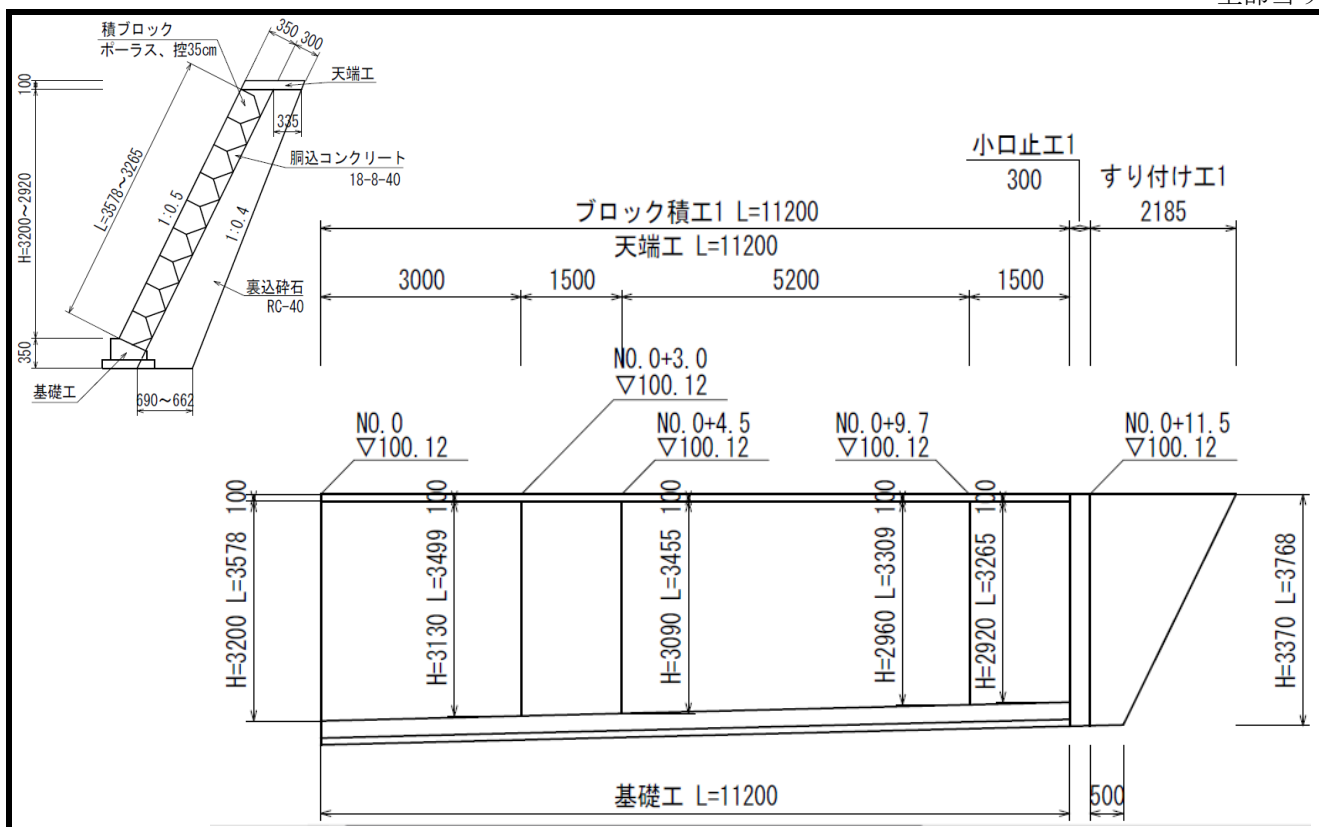 積ブロック
ポーラス、控35cm
350
300
天端工
100
335
胴込コンクリート
18-8-40
L=3578～3265
H=3200～2920
1:0.5
1:0.4
裏込砕石
RC-40
350
基礎工
690～662
小口止工1
300
すり付け工1
2185
ブロック積工1 L=11200
天端工 L=11200
3000
1500
5200
1500
NO.0+3.0
▽100.12
NO.0
▽100.12
NO.0+4.5
▽100.12
NO.0+9.7
▽100.12
NO.0+11.5
▽100.12
100
H=3200 L=3578
100
H=3130 L=3499
100
H=3090 L=3455
100
H=2960 L=3309
100
H=2920 L=3265
H=3370 L=3768
基礎工 L=11200
500